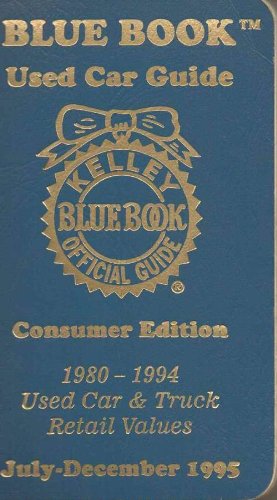 BLUE BOOK™
Used Car Guide
KELLEY
BLUE BOOK
OFFICIAL GUIDE
®
Consumer Edition
1980 – 1994
Used Car & Truck
Retail Values
July-December 1995